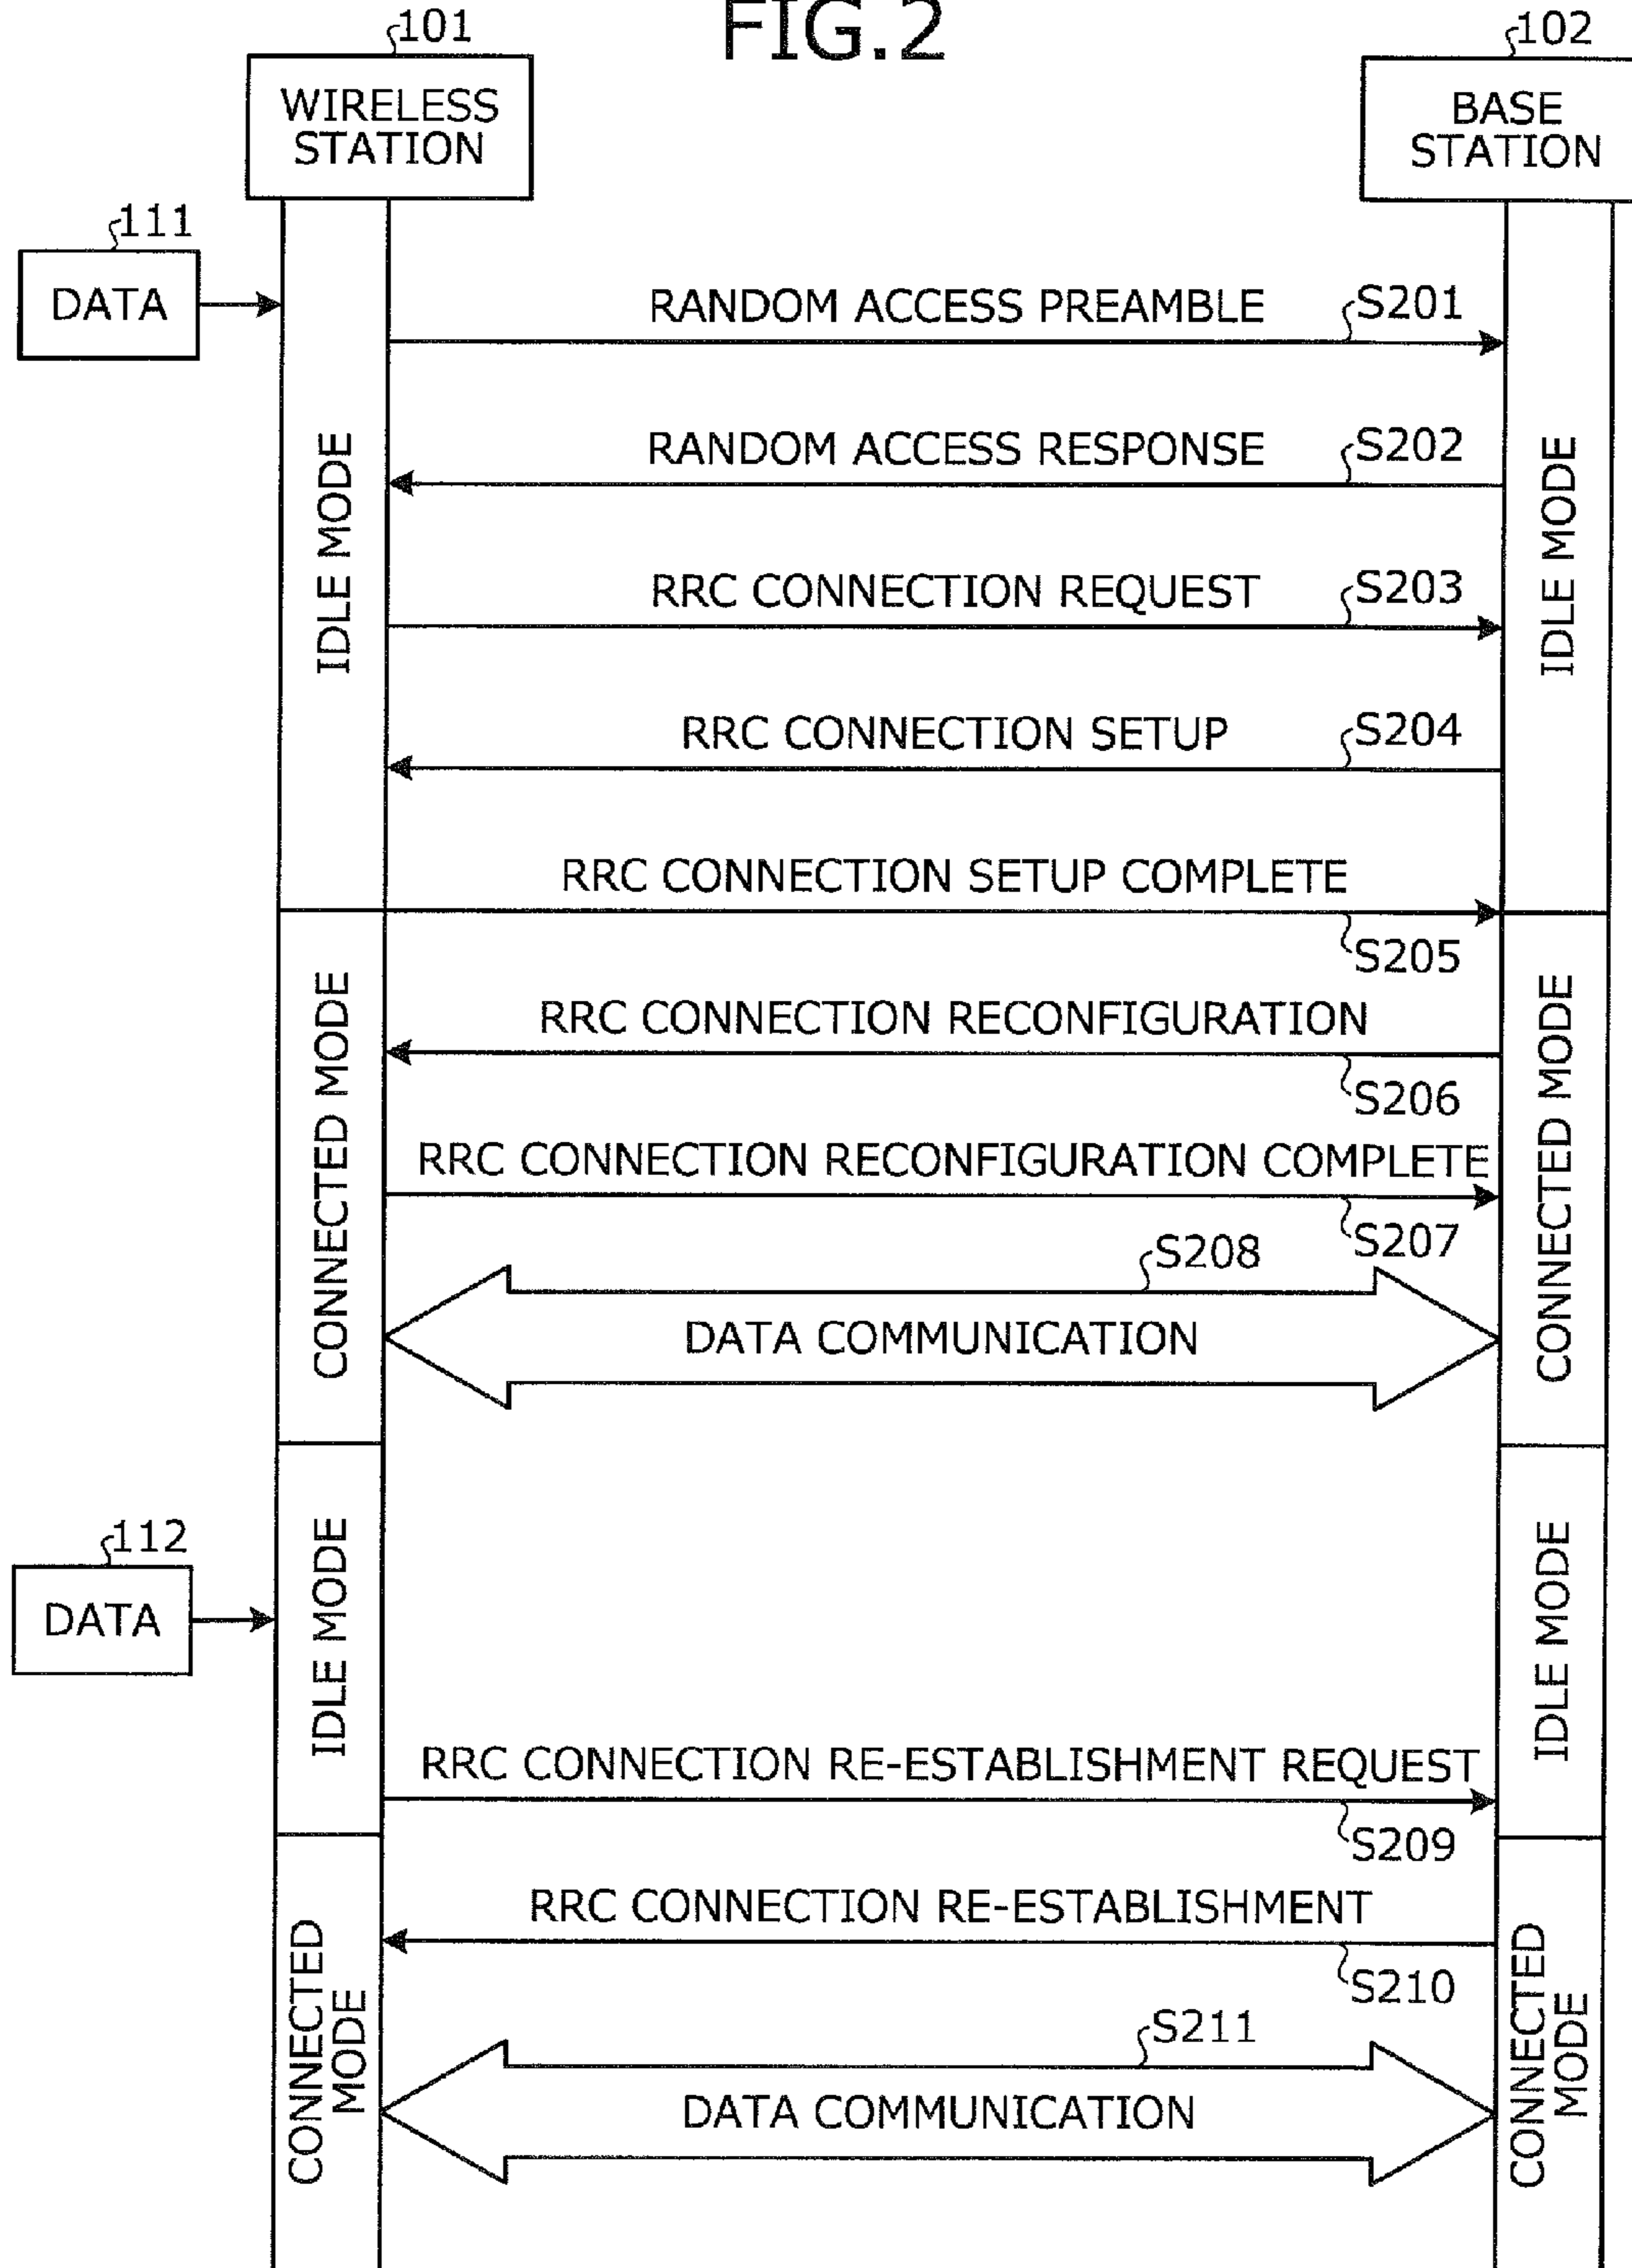 FIG.2
101
102
WIRELESS
STATION
BASE
STATION
111
DATA
IDLE MODE
IDLE MODE
RANDOM ACCESS PREAMBLE
S201
RANDOM ACCESS RESPONSE
S202
RRC CONNECTION REQUEST
S203
RRC CONNECTION SETUP
S204
RRC CONNECTION SETUP COMPLETE
S205
CONNECTED MODE
CONNECTED MODE
RRC CONNECTION RECONFIGURATION
S206
RRC CONNECTION RECONFIGURATION COMPLETE
S207
S208
DATA COMMUNICATION
112
DATA
IDLE MODE
IDLE MODE
RRC CONNECTION RE-ESTABLISHMENT REQUEST
S209
RRC CONNECTION RE-ESTABLISHMENT
S210
CONNECTED
MODE
CONNECTED
MODE
S211
DATA COMMUNICATION